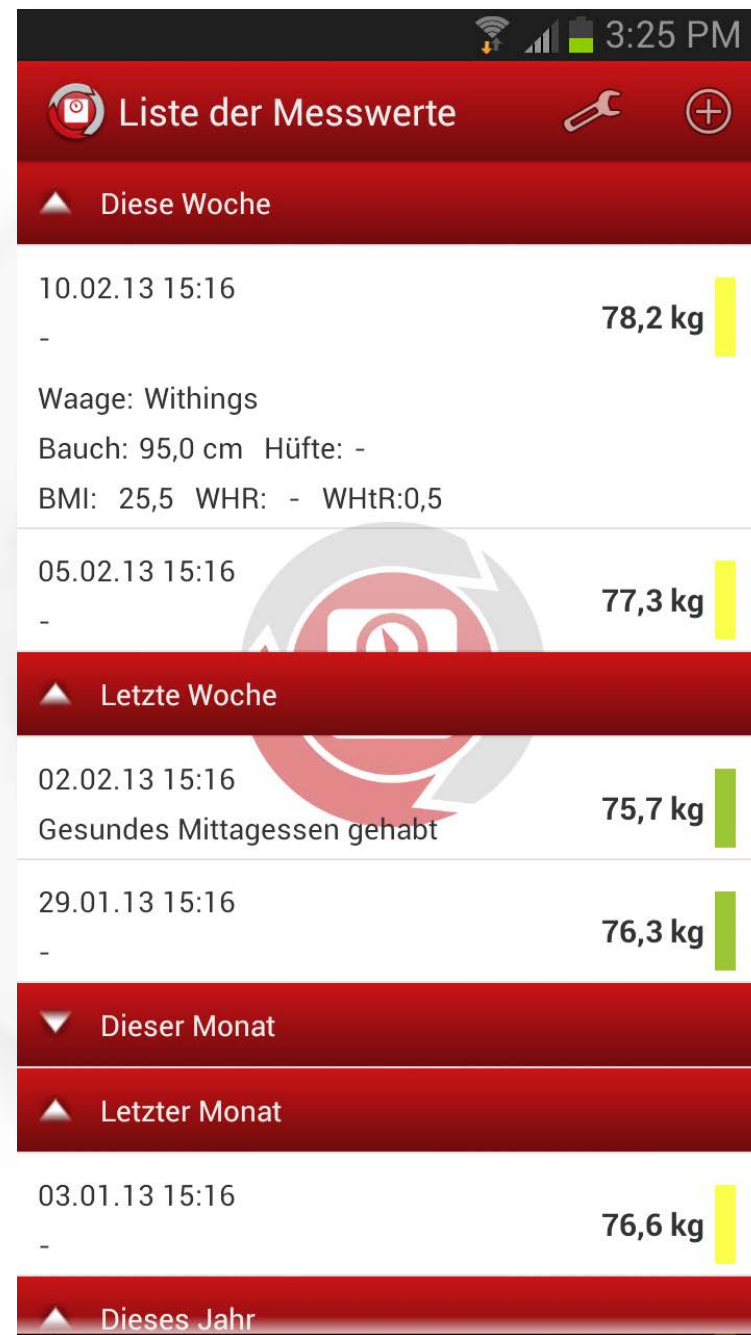 3:25 PM
Liste der Messwerte
Diese Woche
10.02.13 15:16
78,2 kg
-
Waage: Withings
Bauch: 95,0 cm Hüfte: -
BMI: 25,5 WHR: - WHtR:0,5
05.02.13 15:16
77,3 kg
-
Letzte Woche
02.02.13 15:16
75,7 kg
Gesundes Mittagessen gehabt
29.01.13 15:16
76,3 kg
-
Dieser Monat
Letzter Monat
03.01.13 15:16
76,6 kg
-
Dieses Jahr